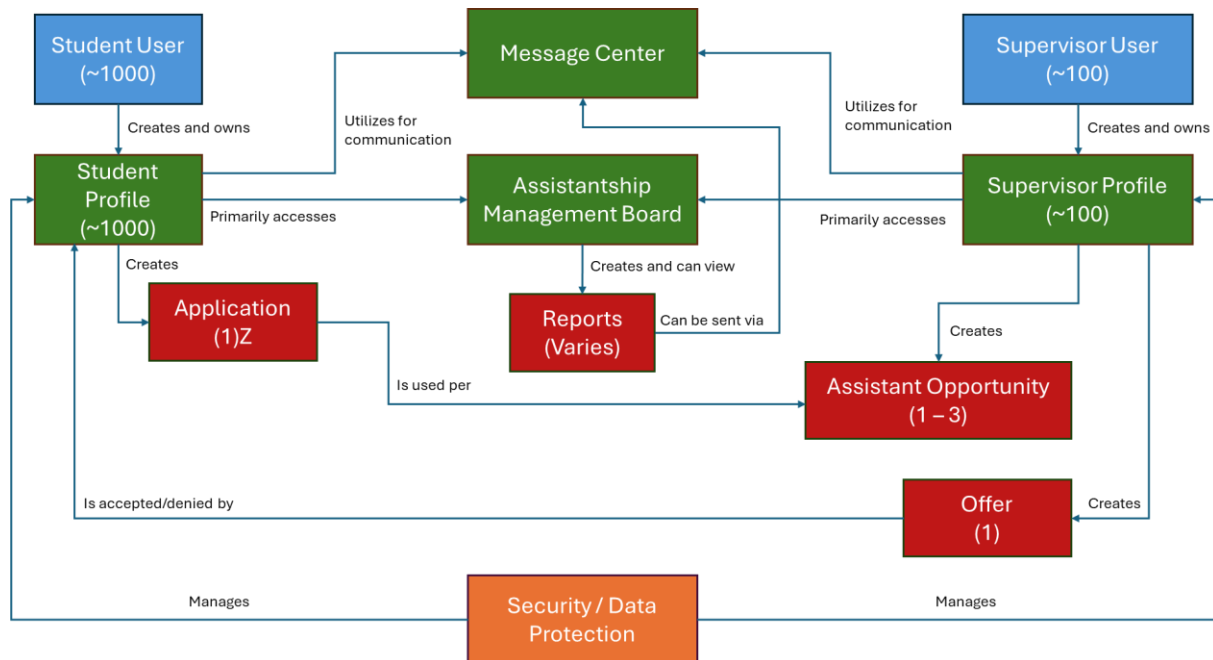 Student User
(~1000)
Message Center
Supervisor User
(~100)
Creates and owns
Utilizes for
communication
Utilizes for
communication
Creates and owns
Student
Profile
(~1000)
Assistantship
Management Board
Supervisor Profile
(~100)
Primarily accesses
Primarily accesses
Creates
Creates and can view
Application
(1)Z
Reports
(Varies)
Can be sent via
Creates
Is used per
Assistant Opportunity
(1 – 3)
Is accepted/denied by
Offer
(1)
Creates
Manages
Security / Data
Protection
Manages